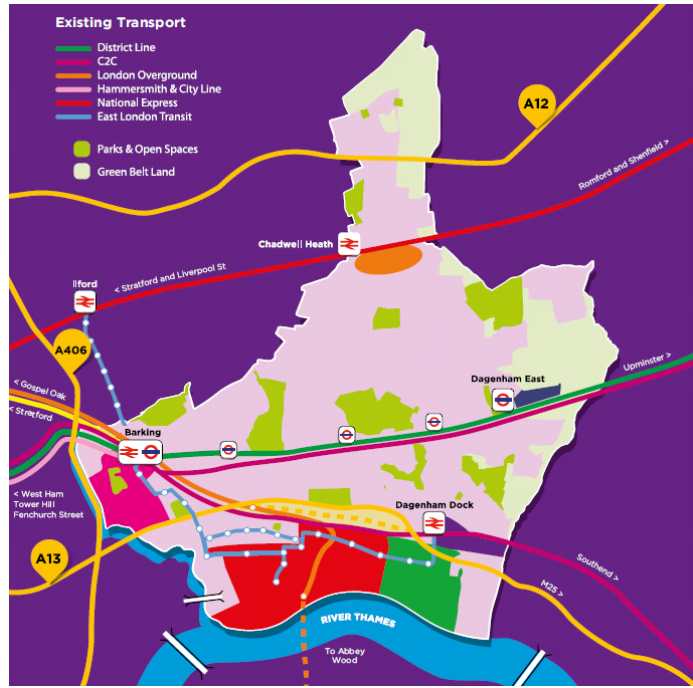 Existing Transport
District Line
C2C
London Overground
Hammersmith & City Line
National Express
East London Transit
Parks & Open Spaces
Green Belt Land
A12
Romford and Shenfield >
Chadwell Heath
< Stratford and Liverpool St
Ilford
A406
Upminster >
Dagenham East
< Gospel Oak
< Stratford
Barking
< West Ham
Tower Hill
Fenchurch Street
Dagenham Dock
A13
Southend >
M25 >
RIVER THAMES
To Abbey
Wood